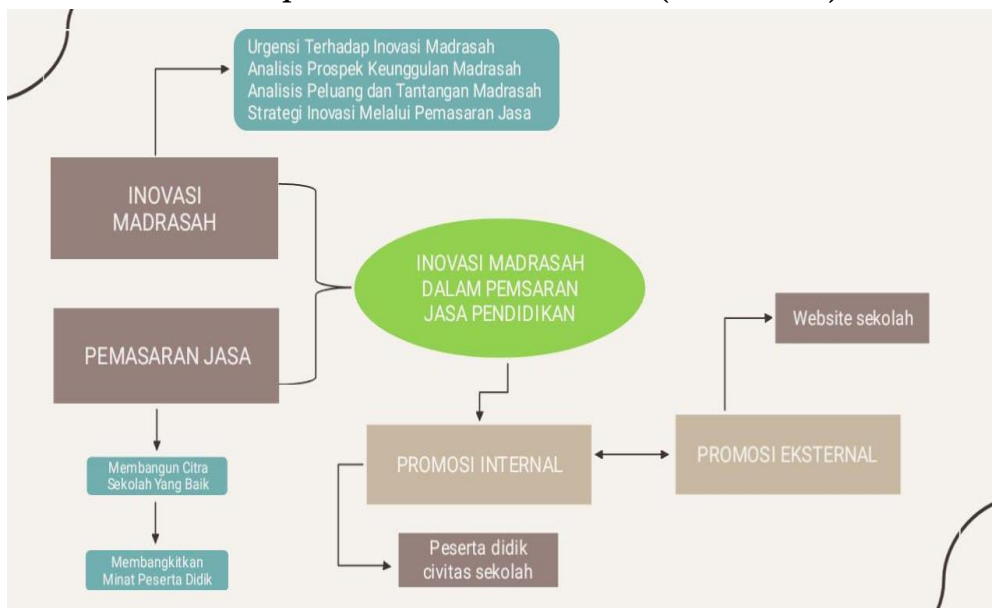 Urgensi Terhadap Inovasi Madrasah
Analisis Prospek Keunggulan Madrasah
Analisis Peluang dan Tantangan Madrasah
Strategi Inovasi Melalui Pemasaran Jasa
INOVASI
MADRASAH
INOVASI MADRASAH
DALAM PEMSARAN
JASA PENDIDIKAN
PEMASARAN JASA
Website sekolah
PROMOSI INTERNAL
PROMOSI EKSTERNAL
Membangun Citra
Sekolah Yang Baik
Peserta didik
civitas sekolah
Membangkitkan
Minat Peserta Didik